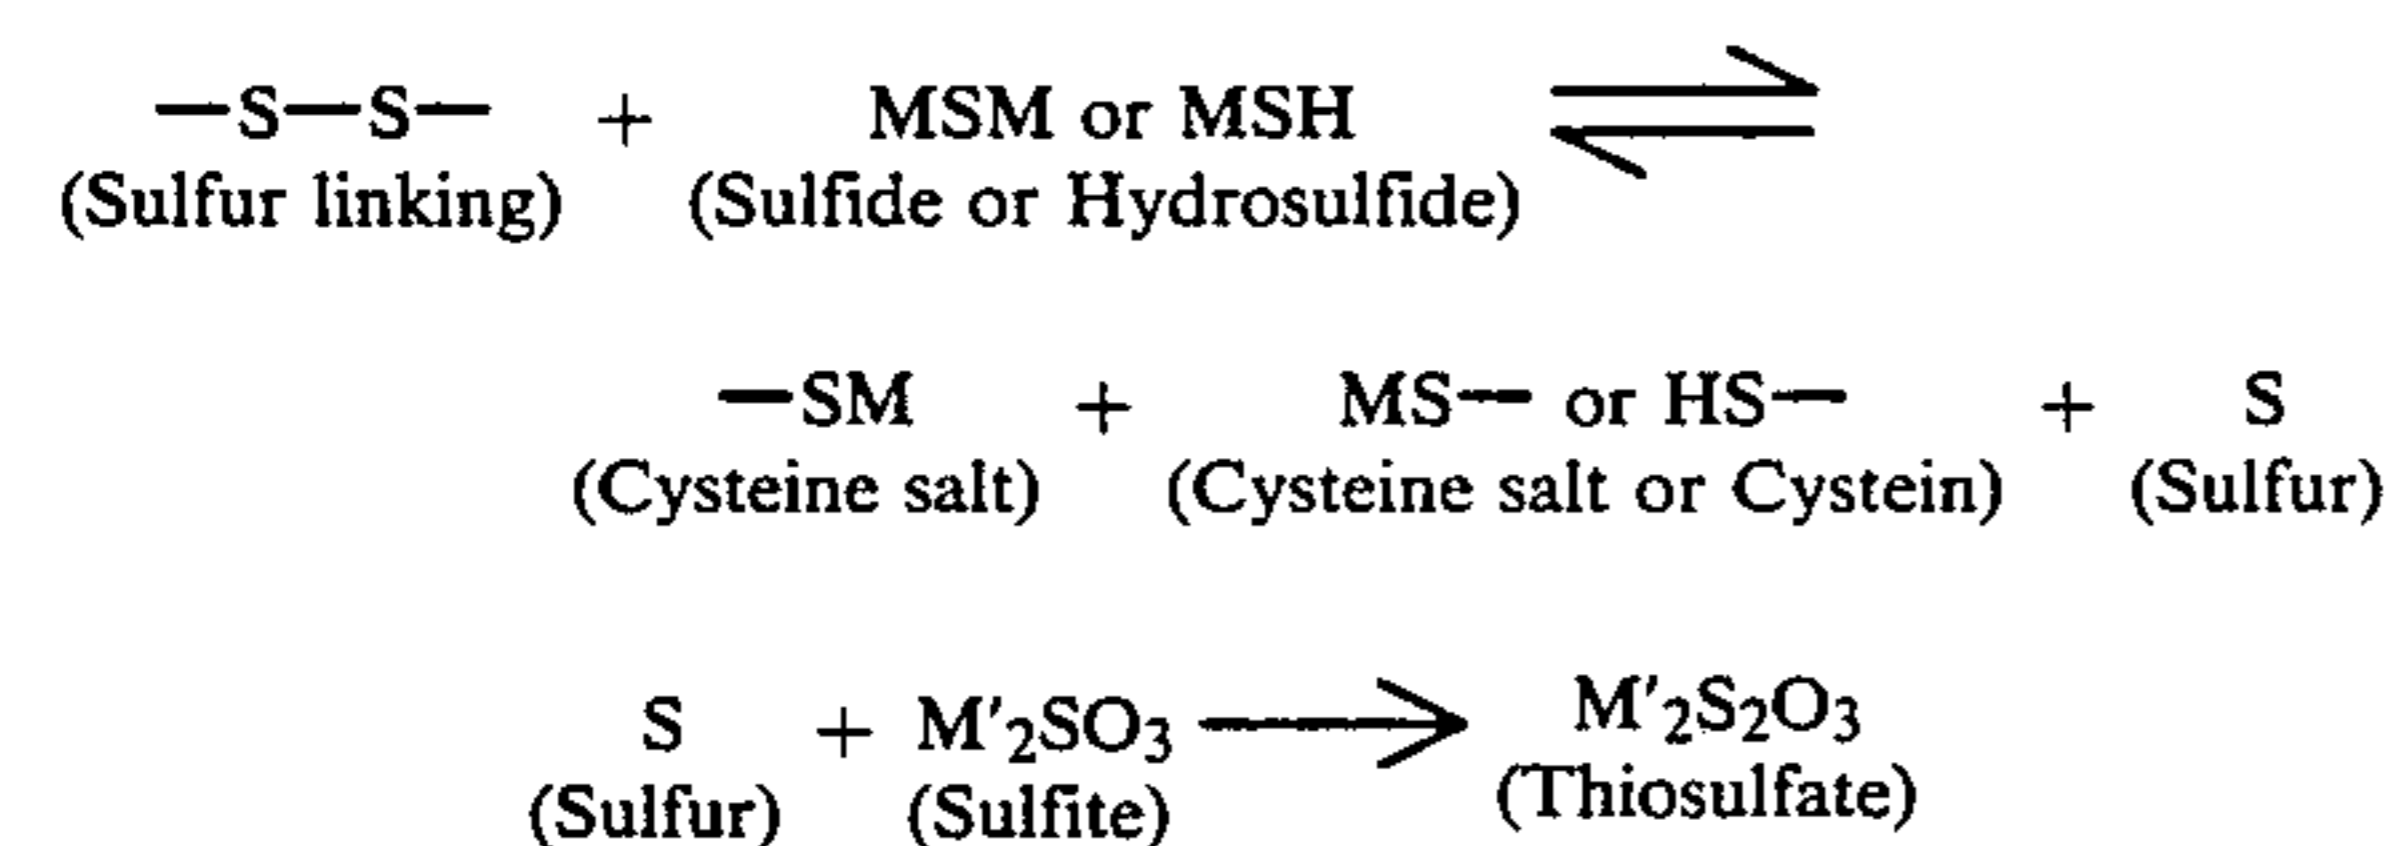 —S—S— + MSM or MSH ⇌
(Sulfur linking) (Sulfide or Hydrosulfide)
—SM + MS— or HS— + S
(Cysteine salt) (Cysteine salt or Cystein) (Sulfur)
S + M′₂SO₃ ⟶ M′₂S₂O₃
(Sulfur) (Sulfite) (Thiosulfate)